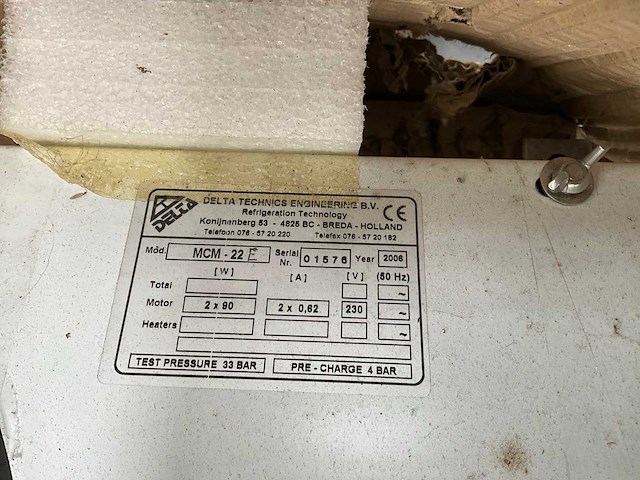 DELTA
DELTA TECHNICS ENGINEERING B.V.
Refrigeration Technology
Konijnenberg 53 - 4825 BC - BREDA - HOLLAND
Telefoon 076 - 57 20 220 Telefax 076 - 57 20 182
CE
Mod. MCM - 22 E Serial Nr. 01576 Year 2006
[W] [A] [V] (50 Hz)
Total ~
Motor 2 x 90 2 x 0,62 230 ~
Heaters ~
TEST PRESSURE 33 BAR PRE - CHARGE 4 BAR